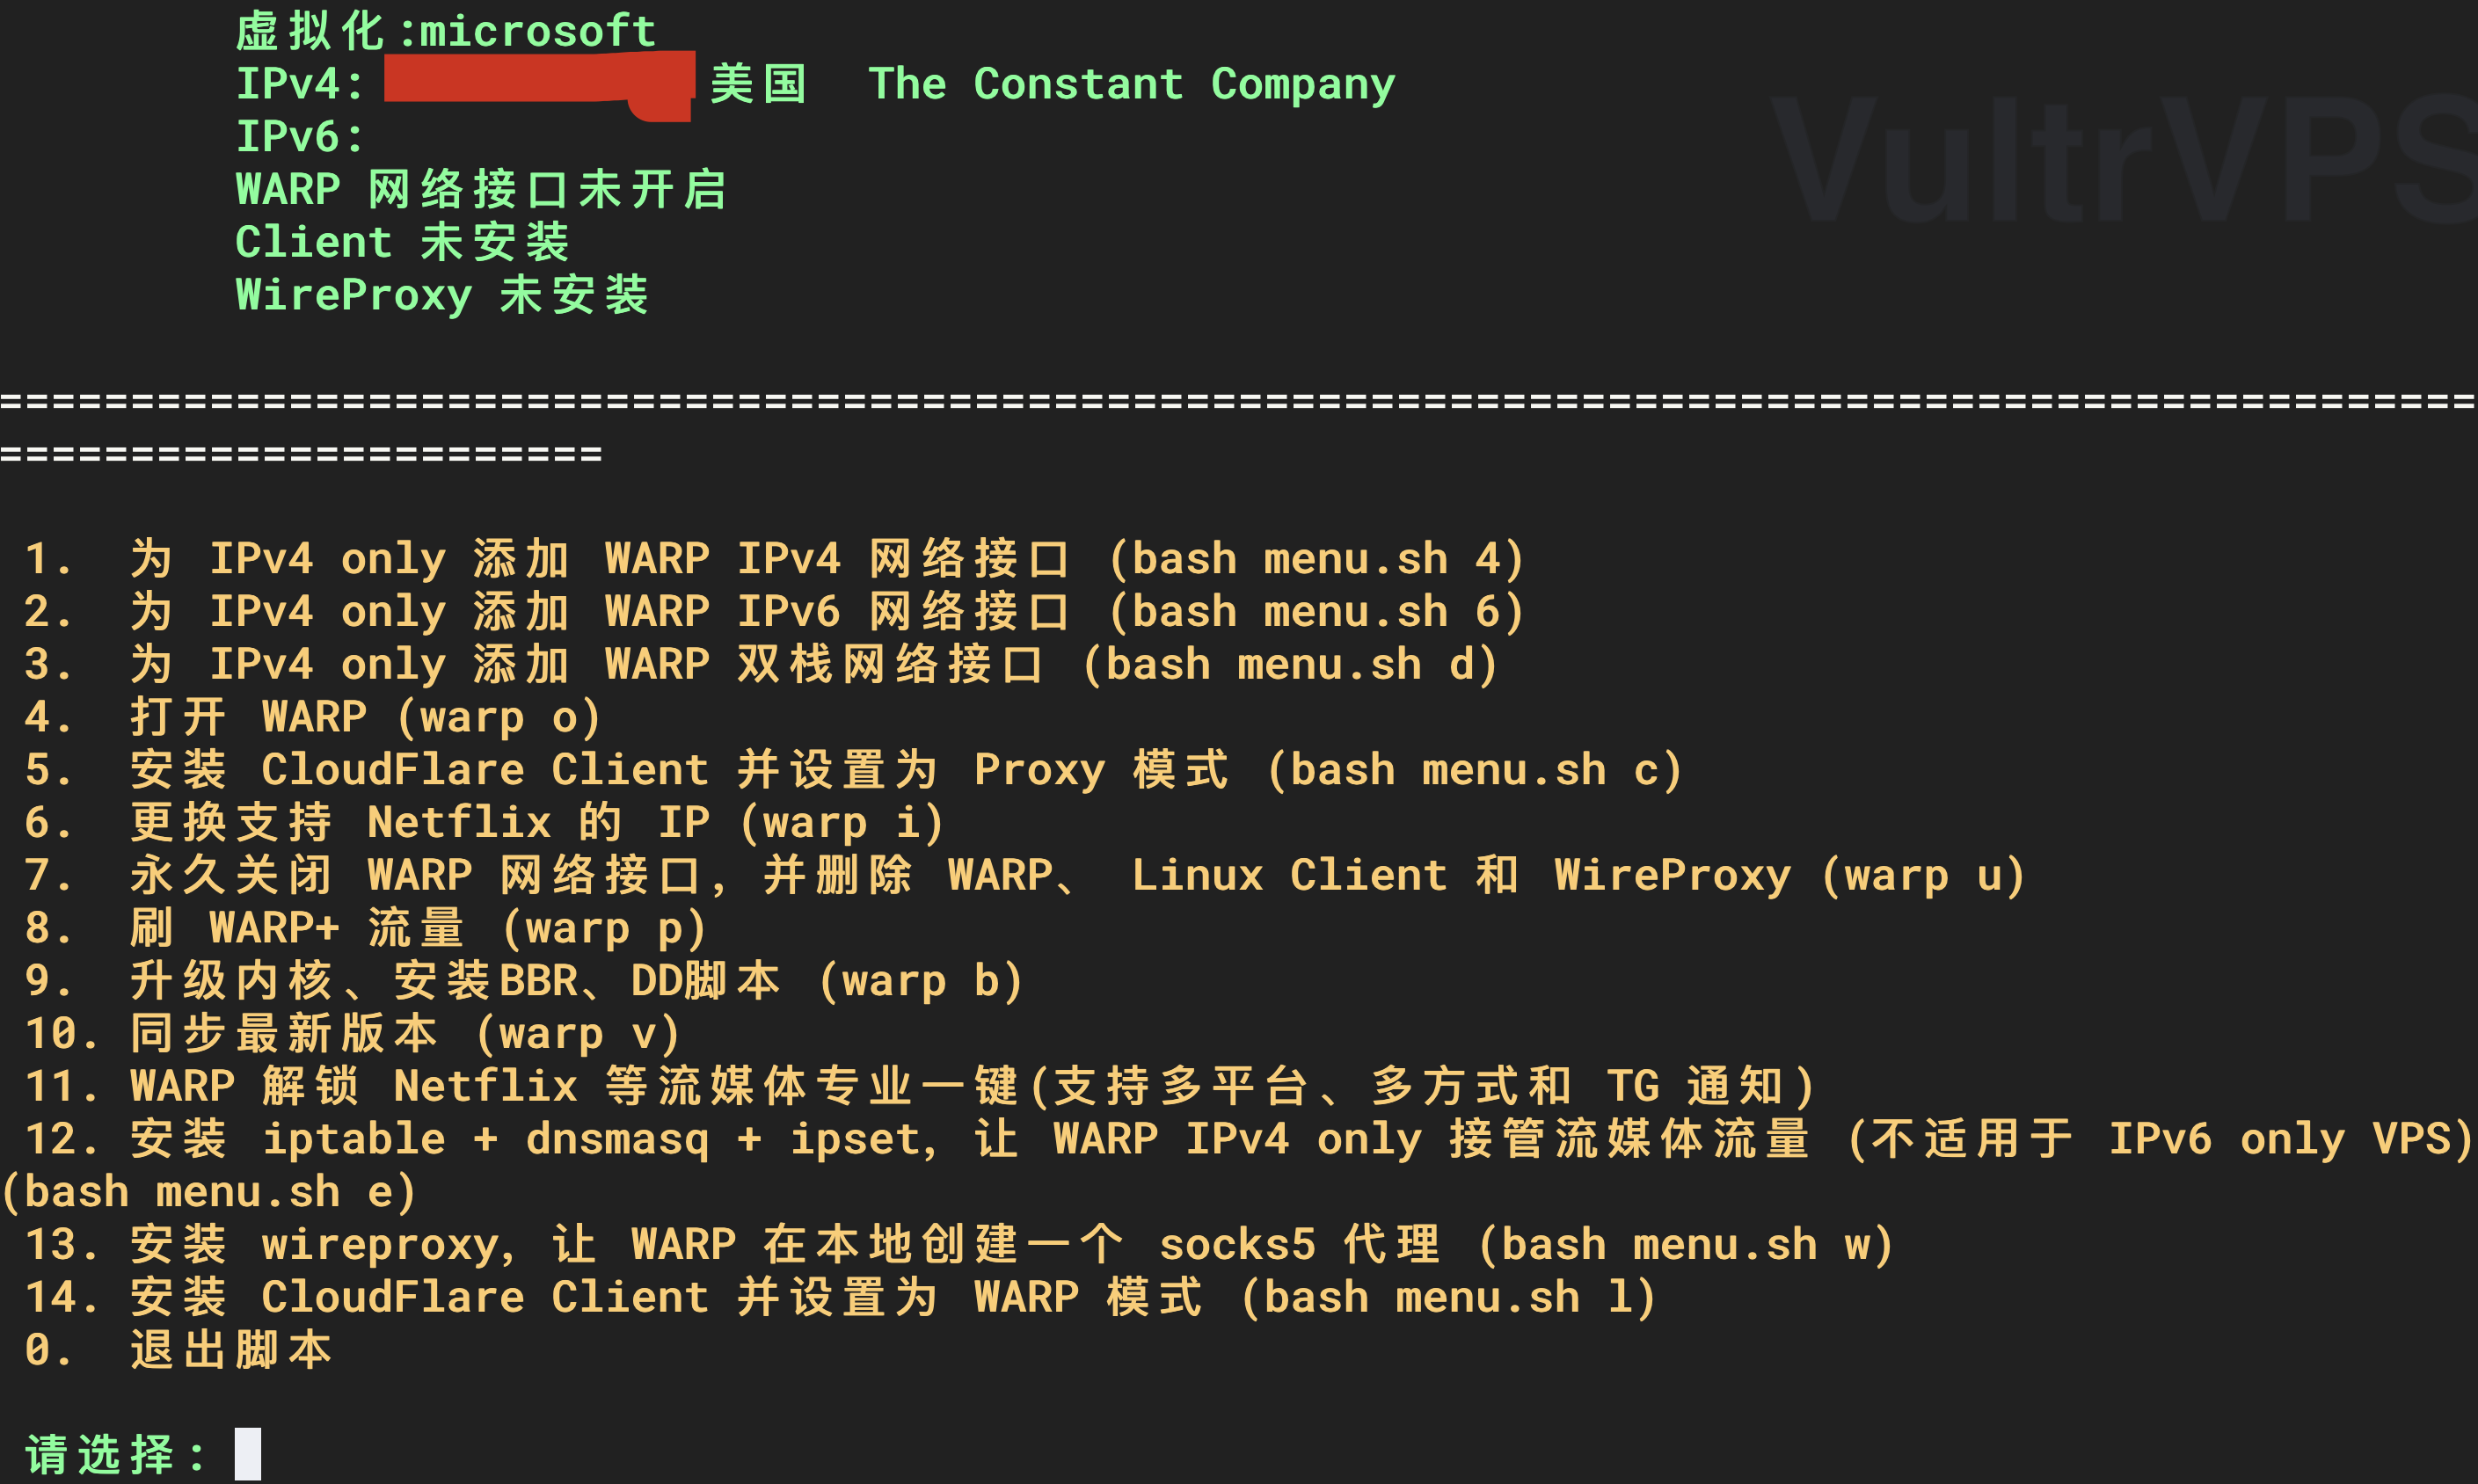 虚拟化:microsoft
IPv4: 美国  The Constant Company
IPv6:
WARP 网络接口未开启
Client 未安装
WireProxy 未安装
VultrVPS
==============================================================================================
=======================
1.  为 IPv4 only 添加 WARP IPv4 网络接口 (bash menu.sh 4)
2.  为 IPv4 only 添加 WARP IPv6 网络接口 (bash menu.sh 6)
3.  为 IPv4 only 添加 WARP 双栈网络接口 (bash menu.sh d)
4.  打开 WARP (warp o)
5.  安装 CloudFlare Client 并设置为 Proxy 模式 (bash menu.sh c)
6.  更换支持 Netflix 的 IP (warp i)
7.  永久关闭 WARP 网络接口，并删除 WARP、 Linux Client 和 WireProxy (warp u)
8.  刷 WARP+ 流量 (warp p)
9.  升级内核、安装BBR、DD脚本 (warp b)
10. 同步最新版本 (warp v)
11. WARP 解锁 Netflix 等流媒体专业一键(支持多平台、多方式和 TG 通知)
12. 安装 iptable + dnsmasq + ipset，让 WARP IPv4 only 接管流媒体流量 (不适用于 IPv6 only VPS)
(bash menu.sh e)
13. 安装 wireproxy，让 WARP 在本地创建一个 socks5 代理 (bash menu.sh w)
14. 安装 CloudFlare Client 并设置为 WARP 模式 (bash menu.sh l)
0.  退出脚本
请选择: